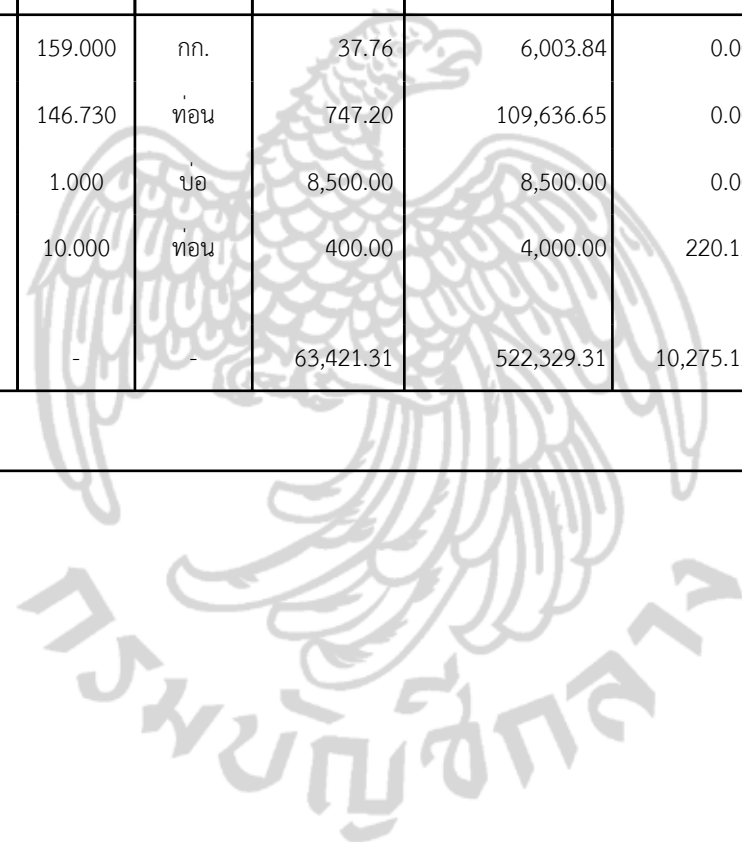 159.000 กก. 37.76 6,003.84 0.0
146.730 ท่อน 747.20 109,636.65 0.0
1.000 บ่อ 8,500.00 8,500.00 0.0
10.000 ท่อน 400.00 4,000.00 220.1
- - 63,421.31 522,329.31 10,275.1
กรมบัญชีกลาง